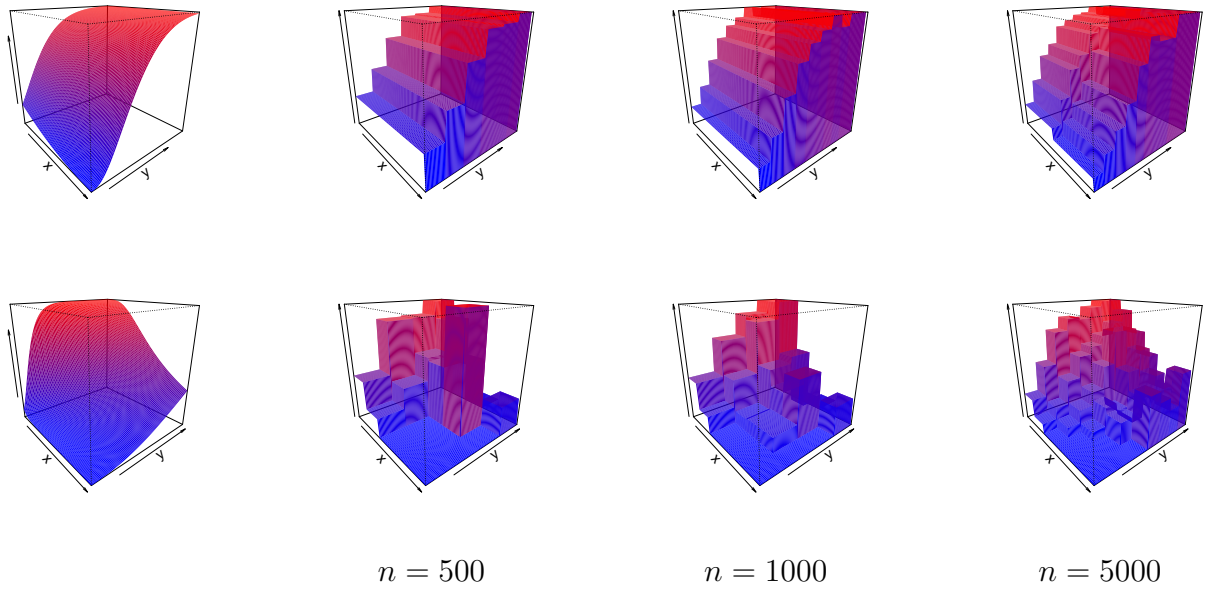 x y x y x y x y
x y x y x y x y
n = 500 n = 1000 n = 5000